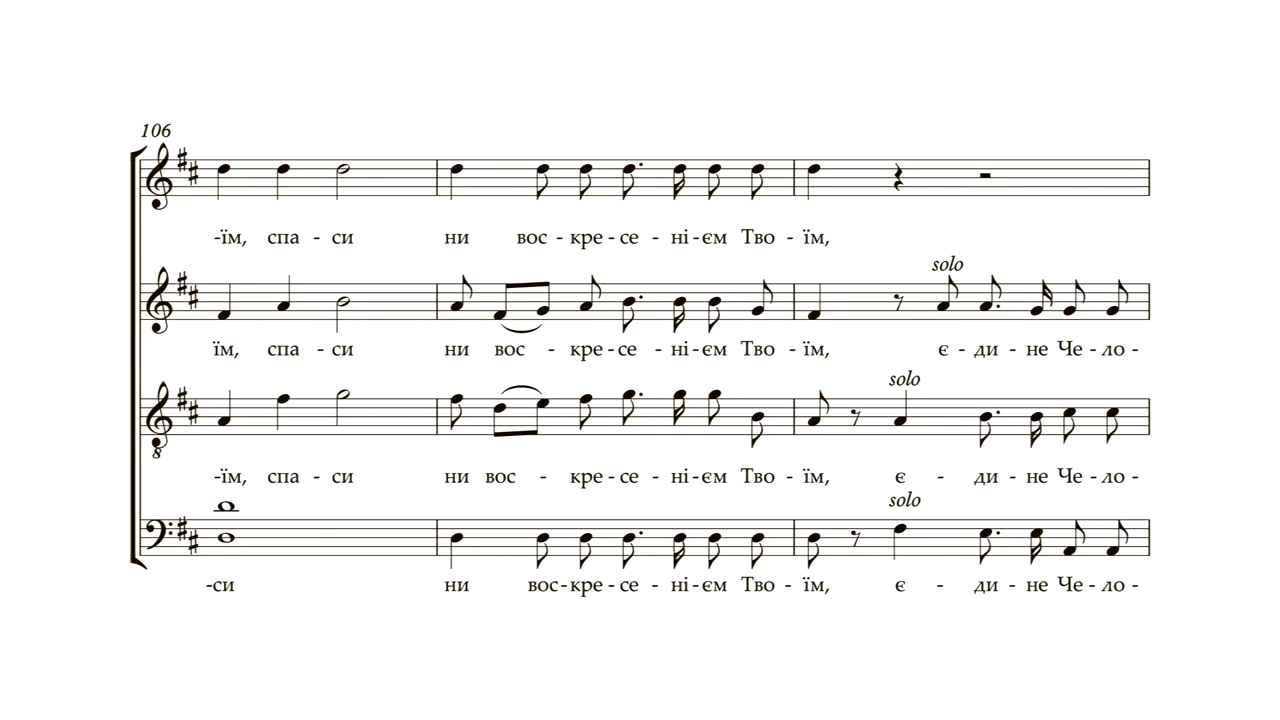 106
-їм, спа - си ни вос - кре - се - ні - єм Тво - їм,
solo
їм, спа - си ни вос - кре - се - ні - єм Тво - їм, є - ди - не Че - ло -
solo
-їм, спа - си ни вос - кре - се - ні - єм Тво - їм, є - ди - не Че - ло -
solo
-си ни вос - кре - се - ні - єм Тво - їм, є - ди - не Че - ло -